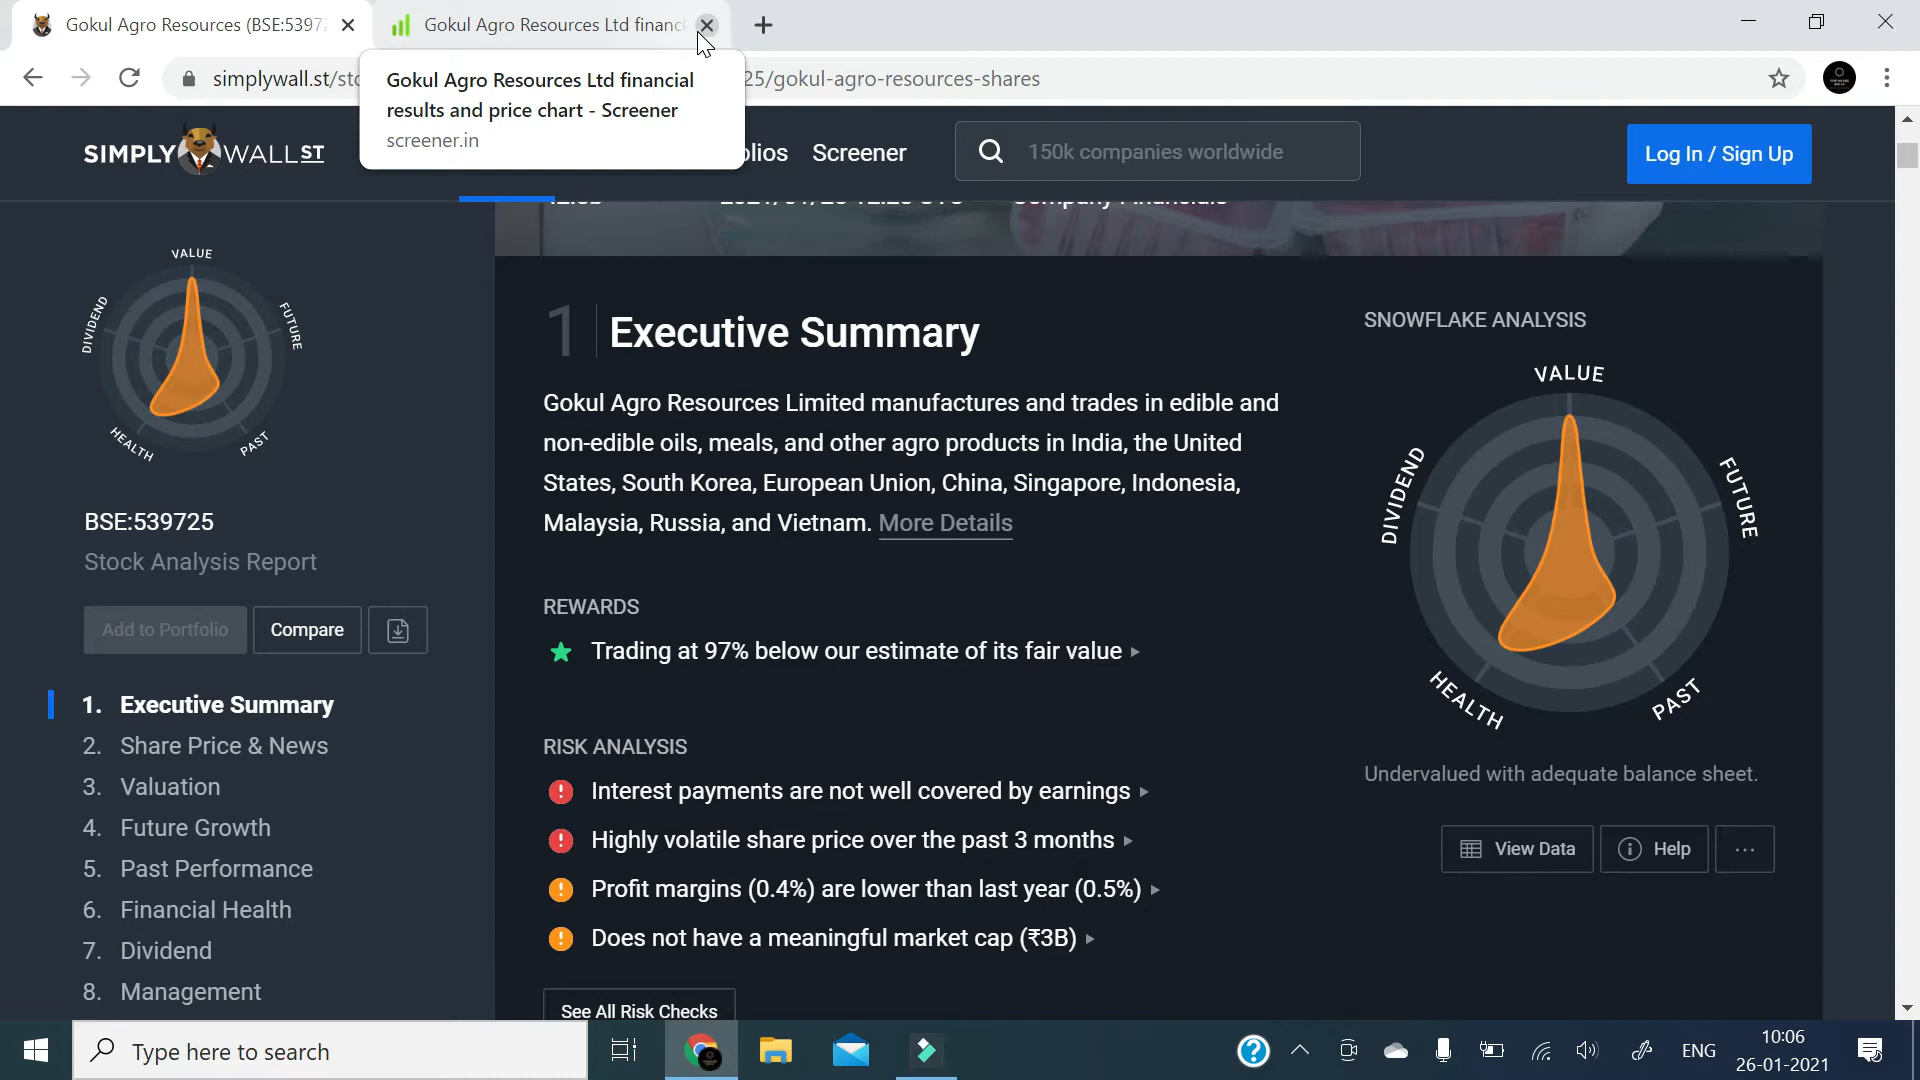 Gokul Agro Resources (BSE:5397
Gokul Agro Resources Ltd financ
simplywall.st/sto
25/gokul-agro-resources-shares
Gokul Agro Resources Ltd financial
results and price chart - Screener
screener.in
SIMPLY WALL ST
olios
Screener
150k companies worldwide
Log In / Sign Up
VALUE
FUTURE
PAST
HEALTH
DIVIDEND
BSE:539725
Stock Analysis Report
Add to Portfolio
Compare
1. Executive Summary
2. Share Price & News
3. Valuation
4. Future Growth
5. Past Performance
6. Financial Health
7. Dividend
8. Management
Company Financials
1 Executive Summary
Gokul Agro Resources Limited manufactures and trades in edible and
non-edible oils, meals, and other agro products in India, the United
States, South Korea, European Union, China, Singapore, Indonesia,
Malaysia, Russia, and Vietnam. More Details
REWARDS
Trading at 97% below our estimate of its fair value
RISK ANALYSIS
Interest payments are not well covered by earnings
Highly volatile share price over the past 3 months
Profit margins (0.4%) are lower than last year (0.5%)
Does not have a meaningful market cap (₹3B)
See All Risk Checks
SNOWFLAKE ANALYSIS
VALUE
FUTURE
PAST
HEALTH
DIVIDEND
Undervalued with adequate balance sheet.
View Data
Help
...
Type here to search
ENG
10:06
26-01-2021